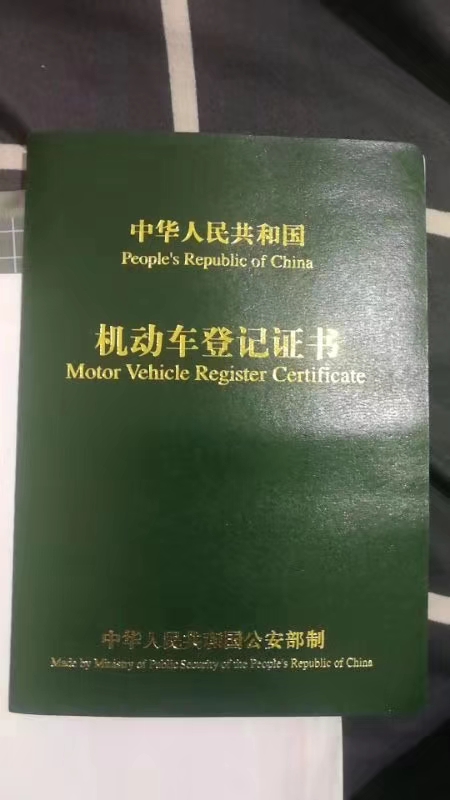 中华人民共和国
People's Republic of China
机动车登记证书
Motor Vehicle Register Certificate
中华人民共和国公安部制
Made by Ministry of Public Security of the People's Republic of China